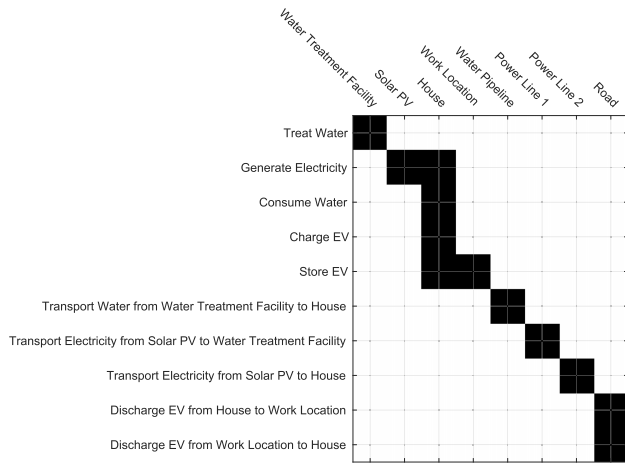 Water Treatment Facility
Solar PV
House
Work Location
Water Pipeline
Power Line 1
Power Line 2
Road
Treat Water
Generate Electricity
Consume Water
Charge EV
Store EV
Transport Water from Water Treatment Facility to House
Transport Electricity from Solar PV to Water Treatment Facility
Transport Electricity from Solar PV to House
Discharge EV from House to Work Location
Discharge EV from Work Location to House